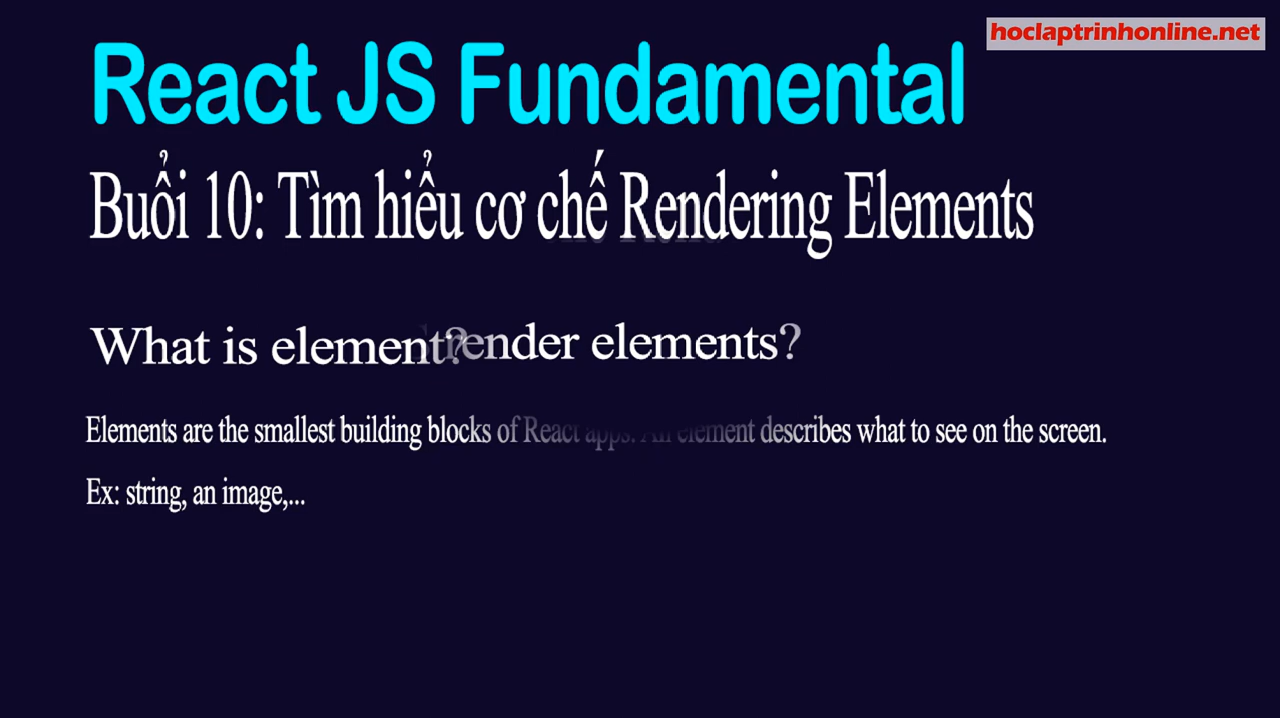 hoclaptrinhonline.net
React JS Fundamental
Buổi 10: Tìm hiểu cơ chế Rendering Elements
What is element? render elements?
Elements are the smallest building blocks of React apps. An element describes what to see on the screen.
Ex: string, an image,...